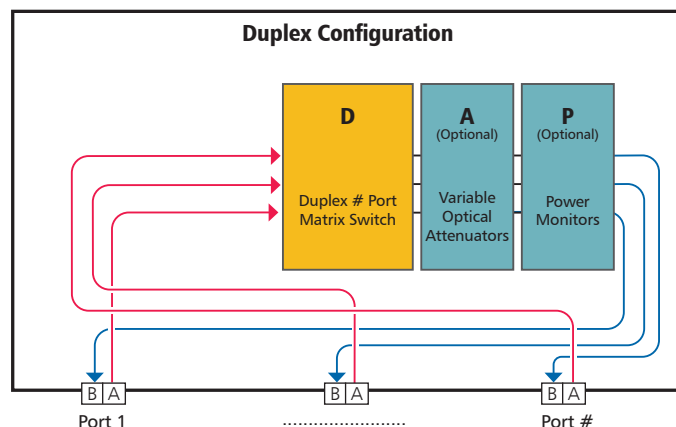 Duplex Configuration
D
Duplex # Port
Matrix Switch
A
(Optional)
Variable
Optical
Attenuators
P
(Optional)
Power
Monitors
B A
B A
B A
Port 1
........................
Port #